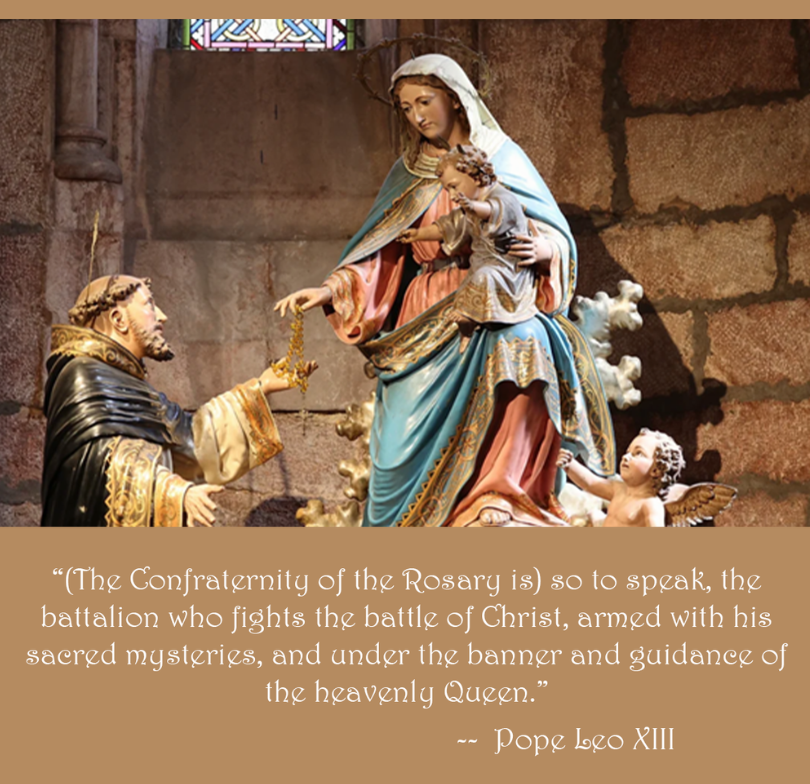 “(The Confraternity of the Rosary is) so to speak, the
battalion who fights the battle of Christ, armed with his
sacred mysteries, and under the banner and guidance of
the heavenly Queen.”
-- Pope Leo XIII